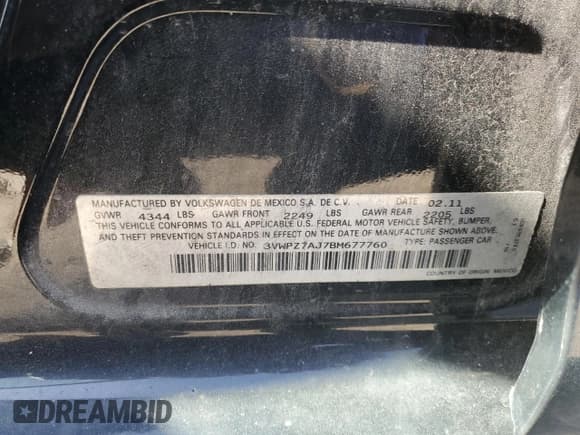 MANUFACTURED BY VOLKSWAGEN DE MEXICO S.A. DE C.V. DATE 02.11
GVWR 4344 LBS GAWR FRONT 2249 LBS GAWR REAR 2205 LBS
THIS VEHICLE CONFORMS TO ALL APPLICABLE U.S. FEDERAL MOTOR VEHICLE SAFETY, BUMPER,
AND THEFT PREVENTION STANDARDS IN EFFECT ON THE DATE OF MANUFACTURE SHOWN ABOVE.
VEHICLE I.D. NO. 3VWPZ7AJ7BM677760 TYPE: PASSENGER CAR
COUNTRY OF ORIGIN: MEXICO
DREAMBID